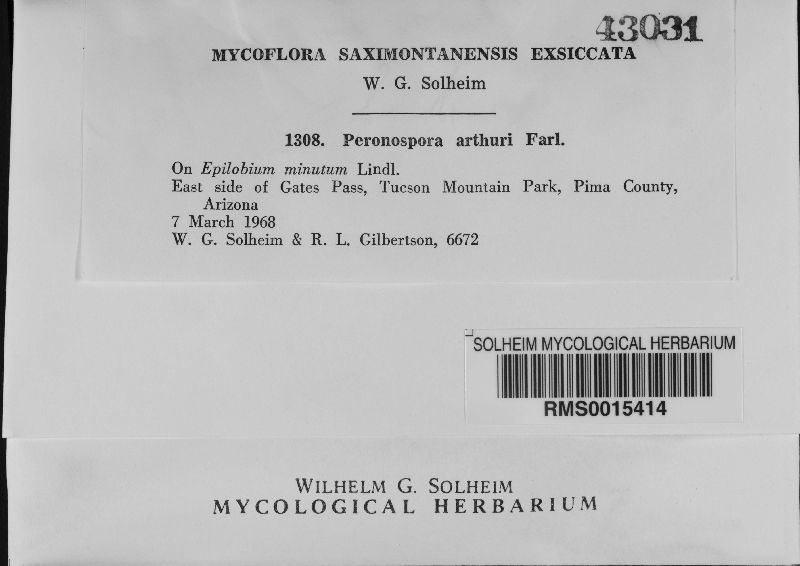 43031
MYCOFLORA SAXIMONTANENSIS EXSICCATA
W. G. Solheim
1308. Peronospora arthuri Farl.
On Epilobium minutum Lindl.
East side of Gates Pass, Tucson Mountain Park, Pima County,
Arizona
7 March 1968
W. G. Solheim & R. L. Gilbertson, 6672
SOLHEIM MYCOLOGICAL HERBARIUM
RMS0015414
WILHELM G. SOLHEIM
MYCOLOGICAL HERBARIUM